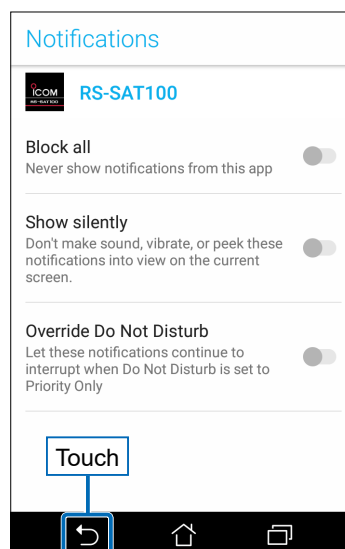 Notifications
ICOM
RS-SAT100
RS-SAT100
Block all
Never show notifications from this app
Show silently
Don't make sound, vibrate, or peek these
notifications into view on the current
screen.
Override Do Not Disturb
Let these notifications continue to
interrupt when Do Not Disturb is set to
Priority Only
Touch